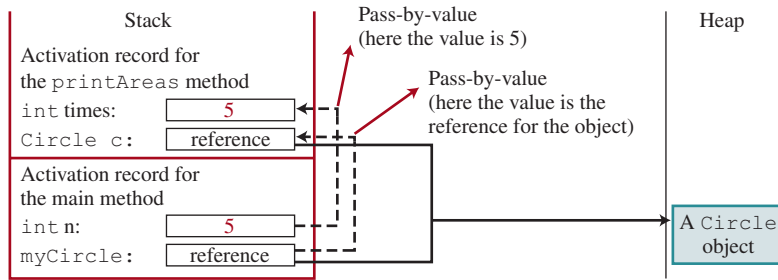 Stack
Activation record for
the printAreas method
int times: 5
Circle c: reference
Activation record for
the main method
int n: 5
myCircle: reference
Pass-by-value
(here the value is 5)
Pass-by-value
(here the value is the
reference for the object)
Heap
A Circle
object